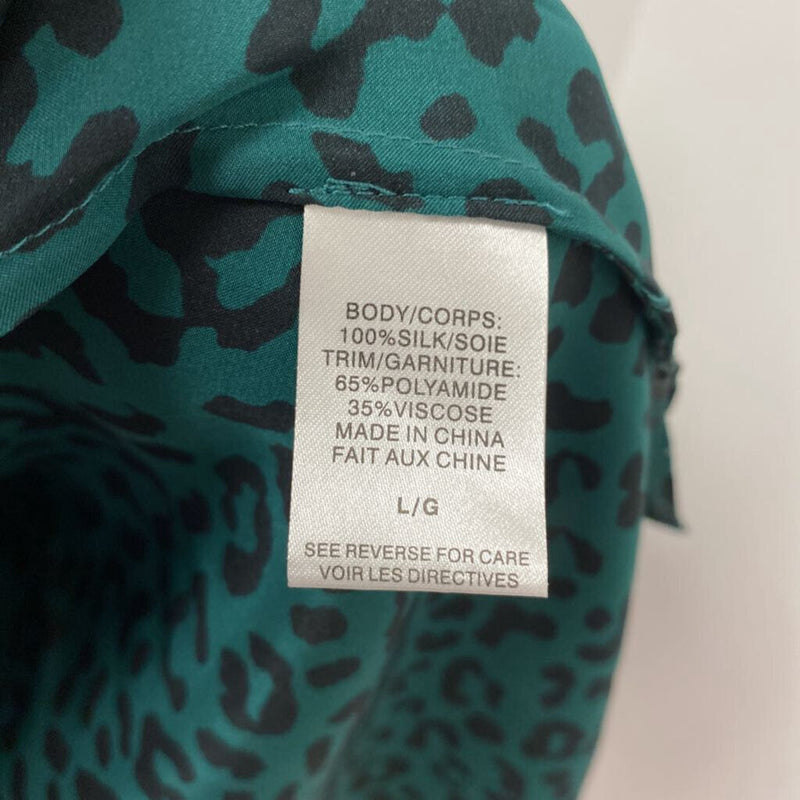 BODY/CORPS:
100%SILK/SOIE
TRIM/GARNITURE:
65%POLYAMIDE
35%VISCOSE
MADE IN CHINA
FAIT AUX CHINE
L/G
SEE REVERSE FOR CARE
VOIR LES DIRECTIVES